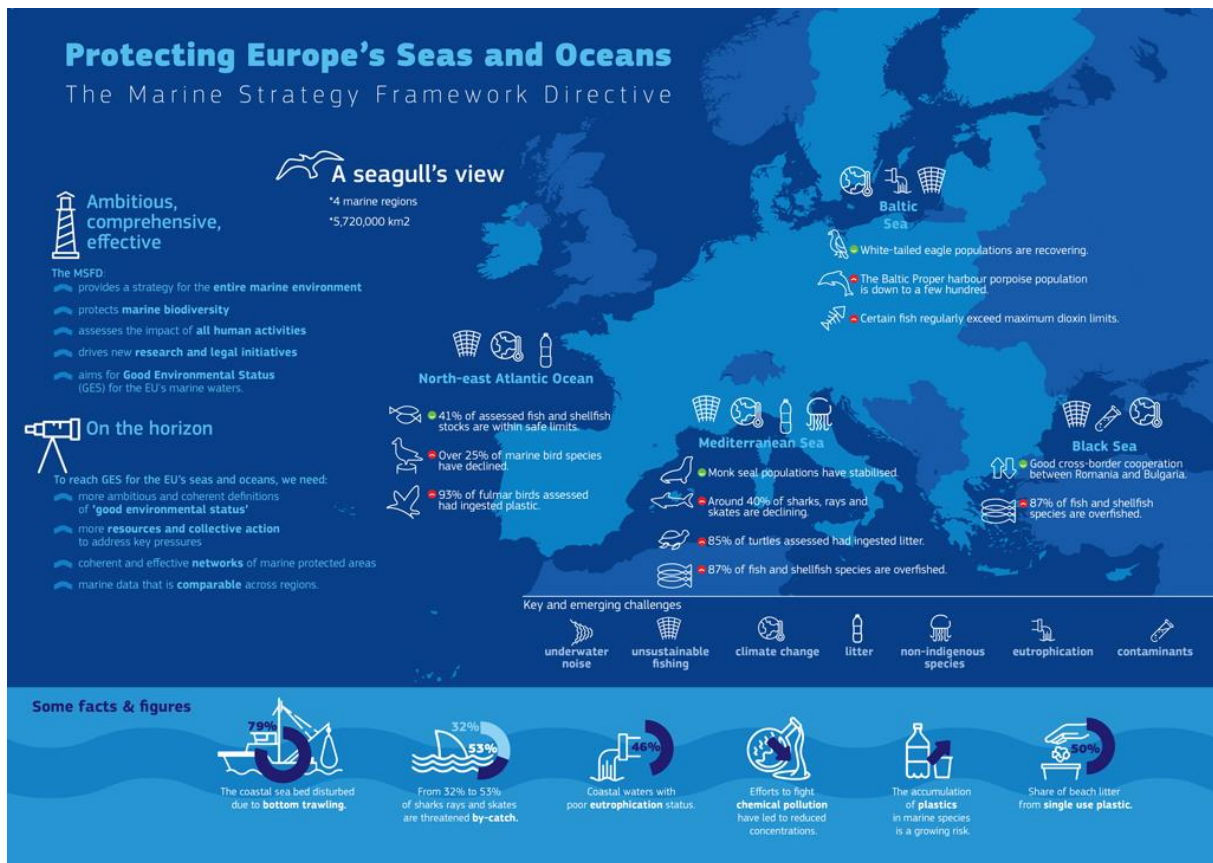 Protecting Europe's Seas and Oceans
The Marine Strategy Framework Directive
A seagull's view
*4 marine regions
*5,720,000 km2
Ambitious,
comprehensive,
effective
The MSFD:
provides a strategy for the entire marine environment
protects marine biodiversity
assesses the impact of all human activities
drives new research and legal initiatives
aims for Good Environmental Status
(GES) for the EU's marine waters.
On the horizon
To reach GES for the EU's seas and oceans, we need:
more ambitious and coherent definitions
of 'good environmental status'
more resources and collective action
to address key pressures
coherent and effective networks of marine protected areas
marine data that is comparable across regions.
North-east Atlantic Ocean
41% of assessed fish and shellfish
stocks are within safe limits.
Over 25% of marine bird species
have declined.
93% of fulmar birds assessed
had ingested plastic.
Baltic
Sea
White-tailed eagle populations are recovering.
The Baltic Proper harbour porpoise population
is down to a few hundred.
Certain fish regularly exceed maximum dioxin limits.
Mediterranean Sea
Monk seal populations have stabilised.
Around 40% of sharks, rays and
skates are declining.
85% of turtles assessed had ingested litter.
87% of fish and shellfish species are overfished.
Black Sea
Good cross-border cooperation
between Romania and Bulgaria.
87% of fish and shellfish
species are overfished.
Key and emerging challenges
underwater
noise
unsustainable
fishing
climate change
litter
non-indigenous
species
eutrophication
contaminants
Some facts & figures
79%
The coastal sea bed disturbed
due to bottom trawling.
32%
53%
From 32% to 53%
of sharks rays and skates
are threatened by-catch.
46%
Coastal waters with
poor eutrophication status.
Efforts to fight
chemical pollution
have led to reduced
concentrations.
The accumulation
of plastics
in marine species
is a growing risk.
50%
Share of beach litter
from single use plastic.